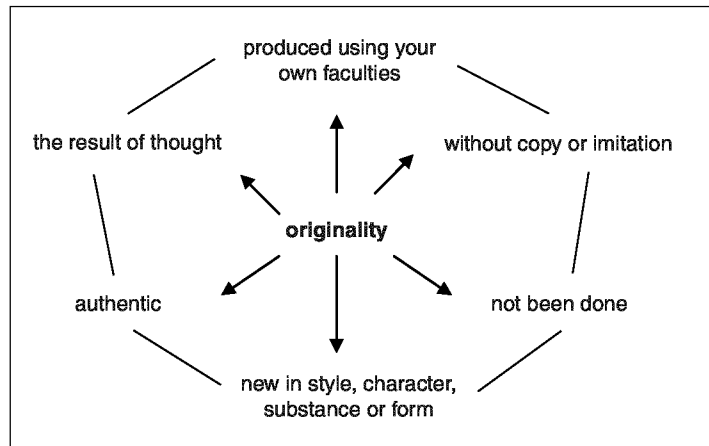 produced using your
own faculties
the result of thought
without copy or imitation
originality
authentic
not been done
new in style, character,
substance or form